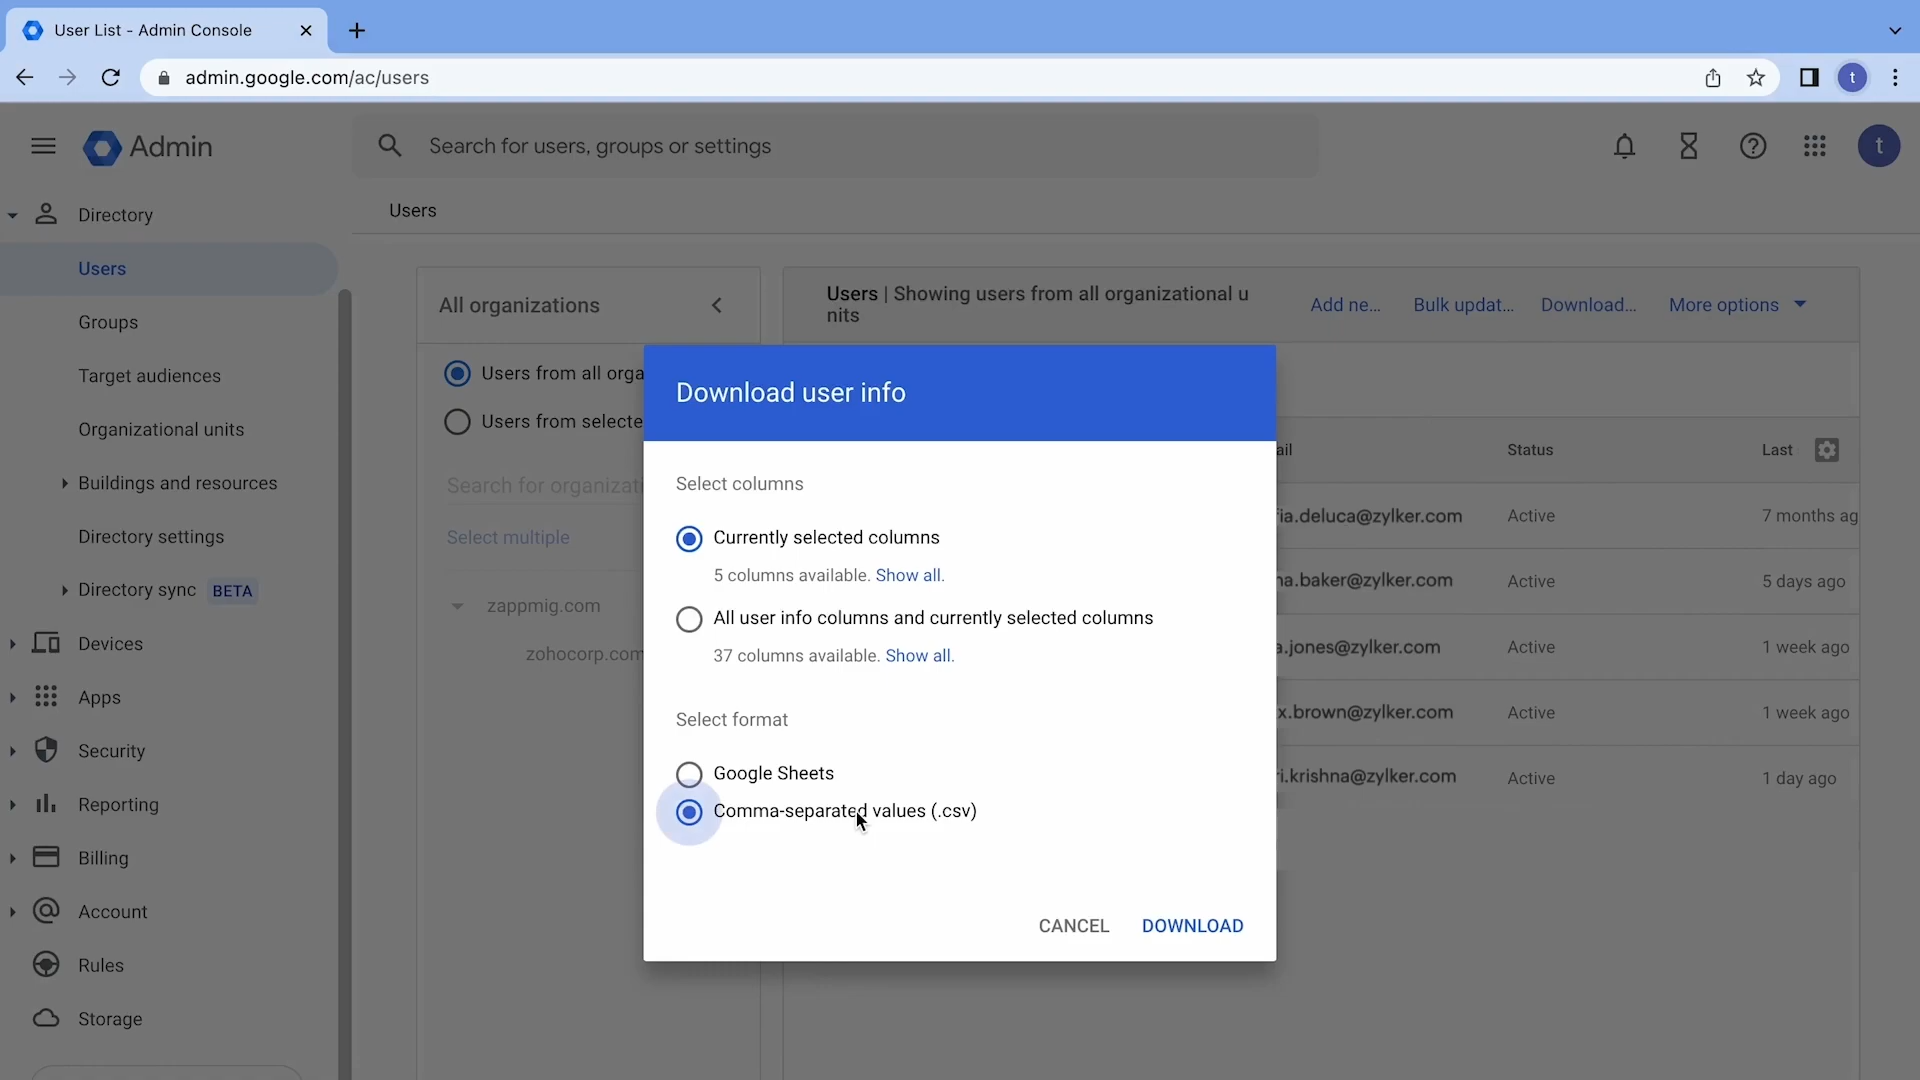 User List - Admin Console
admin.google.com/ac/users
t
Admin
Search for users, groups or settings
t
Directory
Users
Groups
Target audiences
Organizational units
Buildings and resources
Directory settings
Directory sync BETA
Devices
Apps
Security
Reporting
Billing
Account
Rules
Storage
Users
All organizations
Users from all orga
Users from selecte
Search for organizati
Select multiple
zappmig.com
zohocorp.com
Users | Showing users from all organizational u
nits
Add ne...
Bulk updat...
Download...
More options
ail
Status
Last
ia.deluca@zylker.com Active 7 months ag
na.baker@zylker.com Active 5 days ago
a.jones@zylker.com Active 1 week ago
x.brown@zylker.com Active 1 week ago
ri.krishna@zylker.com Active 1 day ago
Download user info
Select columns
Currently selected columns
5 columns available. Show all.
All user info columns and currently selected columns
37 columns available. Show all.
Select format
Google Sheets
Comma-separated values (.csv)
CANCEL
DOWNLOAD